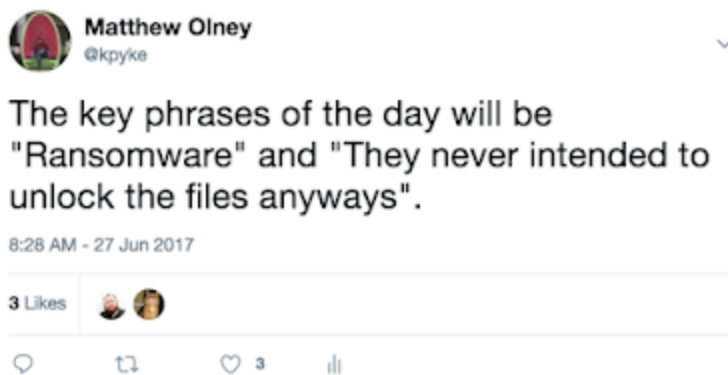 Matthew Olney
@kpyke
The key phrases of the day will be
"Ransomware" and "They never intended to
unlock the files anyways".
8:28 AM - 27 Jun 2017
3 Likes
3